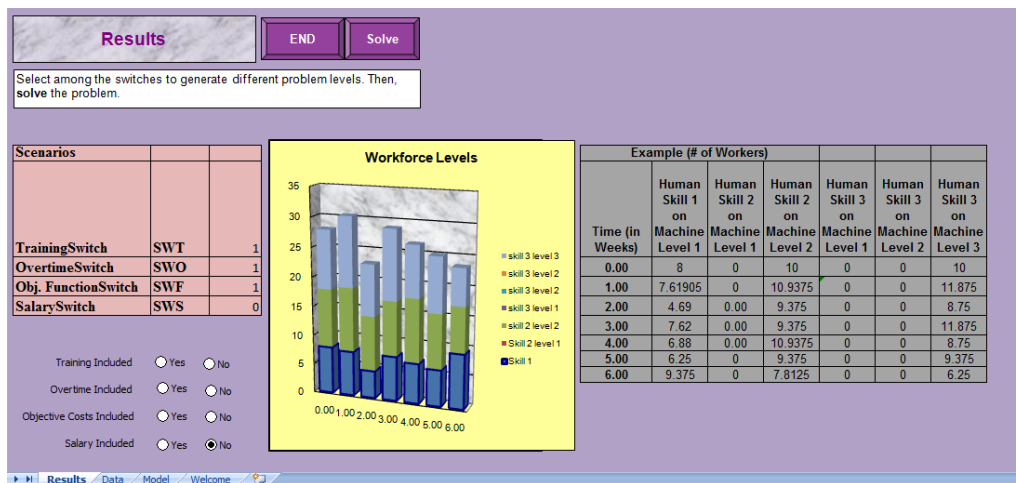 Results
END
Solve
Select among the switches to generate different problem levels. Then,
solve the problem.
Scenarios
TrainingSwitch SWT 1
OvertimeSwitch SWO 1
Obj. FunctionSwitch SWF 1
SalarySwitch SWS 0
Training Included Yes No
Overtime Included Yes No
Objective Costs Included Yes No
Salary Included Yes No
Workforce Levels
35
30
25
20
15
10
5
0
0.00 1.00 2.00 3.00 4.00 5.00 6.00
skill 3 level 3
skill 3 level 2
skill 3 level 2
skill 3 level 1
skill 2 level 2
Skill 2 level 1
Skill 1
Example (# of Workers)
Human Human Human Human Human Human
Skill 1 Skill 2 Skill 2 Skill 3 Skill 3 Skill 3
on on on on on on
Time (in Machine Machine Machine Machine Machine Machine
Weeks) Level 1 Level 1 Level 2 Level 1 Level 2 Level 3
0.00 8 0 10 0 0 10
1.00 7.61905 0 10.9375 0 0 11.875
2.00 4.69 0.00 9.375 0 0 8.75
3.00 7.62 0.00 9.375 0 0 11.875
4.00 6.88 0.00 10.9375 0 0 8.75
5.00 6.25 0 9.375 0 0 9.375
6.00 9.375 0 7.8125 0 0 6.25
Results Data Model Welcome